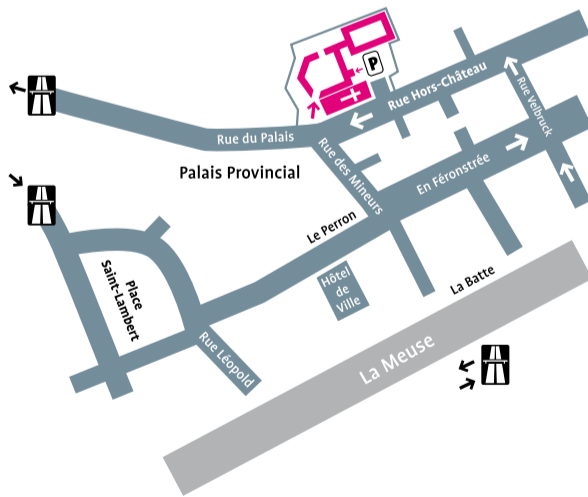 P
Rue Hors-Château
Rue Velbruck
Rue du Palais
Rue des Mineurs
Palais Provincial
En Féronstrée
Le Perron
Place
Saint-Lambert
Hôtel
de
Ville
La Batte
Rue Léopold
La Meuse